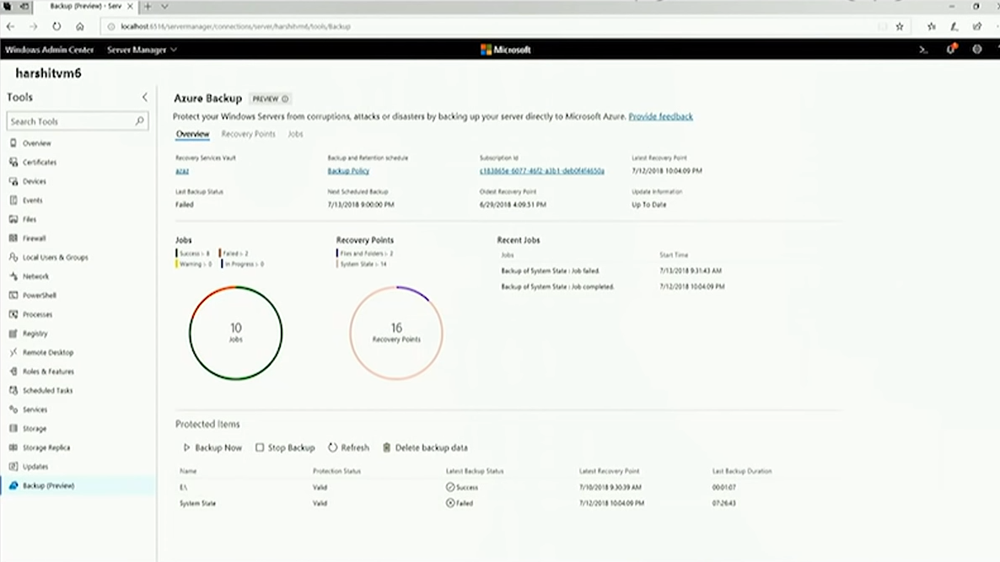 Backup (Preview) - Serv
localhost:6516/servermanager/connections/server/harshitvm6/tools/Backup
Windows Admin Center Server Manager Microsoft
harshitvm6
Tools
Search Tools
Overview
Certificates
Devices
Events
Files
Firewall
Local Users & Groups
Network
PowerShell
Processes
Registry
Remote Desktop
Roles & Features
Scheduled Tasks
Services
Storage
Storage Replica
Updates
Backup (Preview)
Azure Backup PREVIEW
Protect your Windows Servers from corruptions, attacks or disasters by backing up your server directly to Microsoft Azure. Provide feedback
Overview Recovery Points Jobs
Recovery Services Vault Backup and Retention schedule Subscription Id Latest Recovery Point
azaz Backup Policy c183865e-6077-46f2-a3b1-deb0f4f4650a 7/12/2018 10:04:09 PM
Last Backup Status Next Scheduled Backup Oldest Recovery Point Update Information
Failed 7/13/2018 9:00:00 PM 6/29/2018 4:09:51 PM Up To Date
Jobs Recovery Points Recent Jobs
Success :- 8 Failed :- 2 Files and Folders :- 2 Jobs Start Time
Warning :- 0 In Progress :- 0 System State :- 14
Backup of System State : Job failed. 7/13/2018 9:31:43 AM
Backup of System State : Job completed. 7/12/2018 10:04:09 PM
10 16
Jobs Recovery Points
Protected Items
Backup Now Stop Backup Refresh Delete backup data
Name Protection Status Latest Backup Status Latest Recovery Point Last Backup Duration
E:\ Valid Success 7/10/2018 9:30:39 AM 00:01:07
System State Valid Failed 7/12/2018 10:04:09 PM 07:26:43